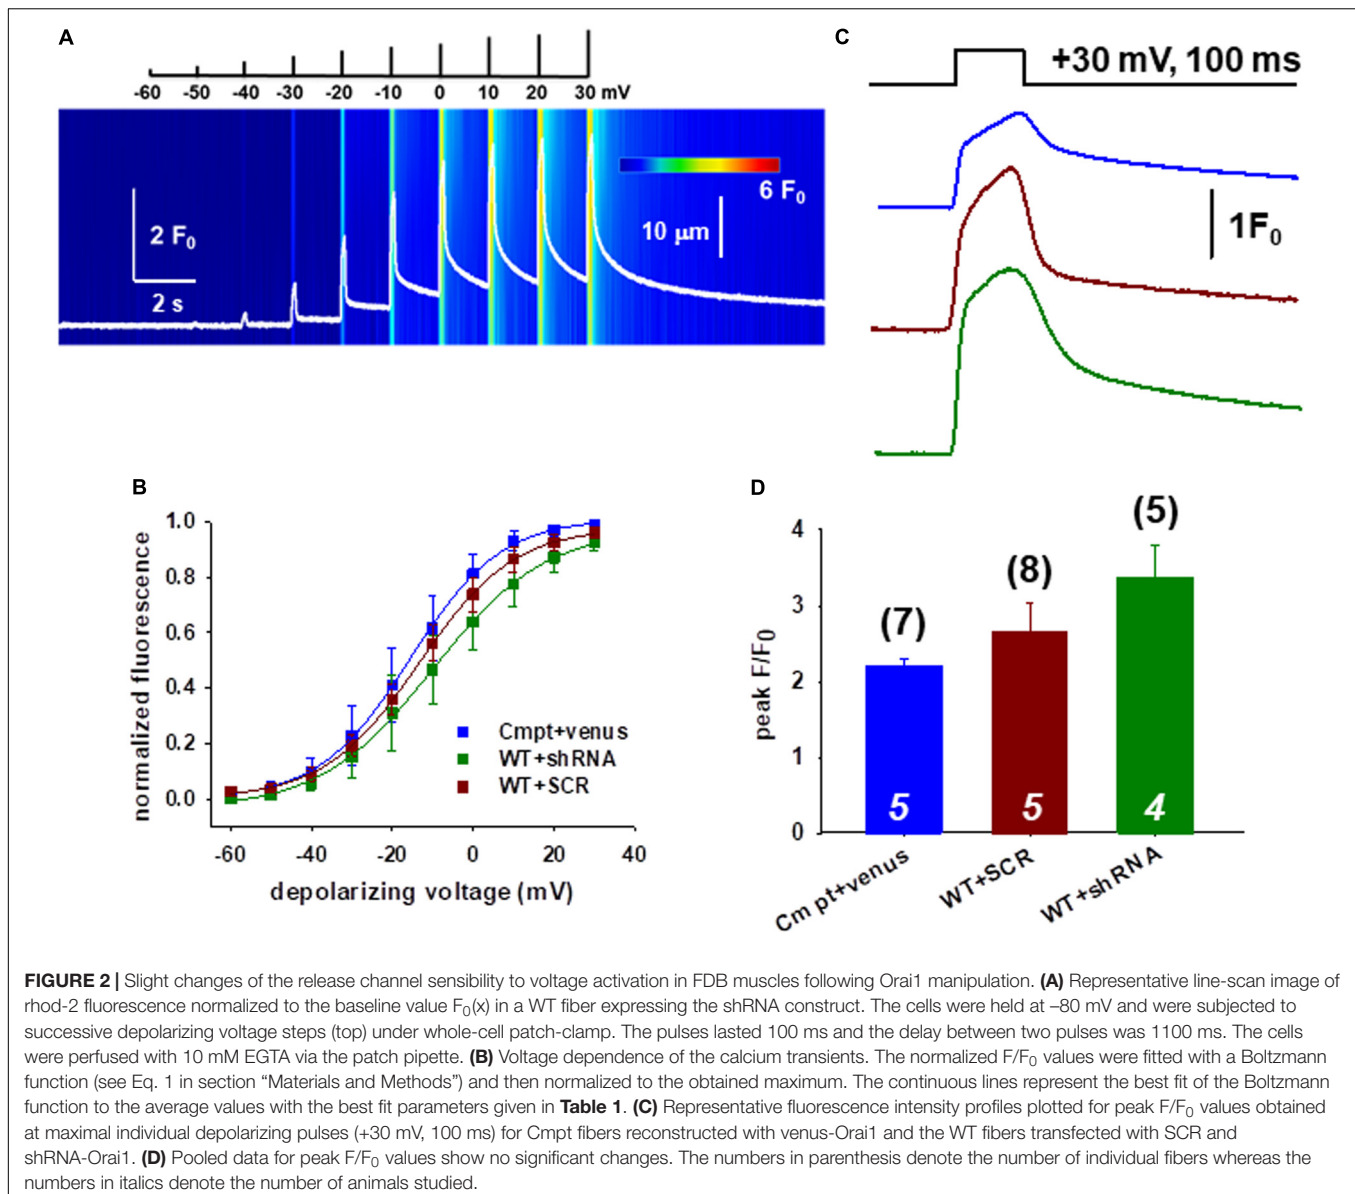 A
-60 -50 -40 -30 -20 -10 0 10 20 30 mV
6 F0
2 F0
10 µm
2 s
C
+30 mV, 100 ms
1F0
B
normalized fluorescence
1.0
0.8
0.6
0.4
0.2
0.0
Cmpt+venus
WT+shRNA
WT+SCR
-60 -40 -20 0 20 40
depolarizing voltage (mV)
D
peak F/F0
4
3
2
1
0
(7)
(8)
(5)
5
5
4
Cm pt+venus
WT+SCR
WT+shRNA
FIGURE 2 | Slight changes of the release channel sensibility to voltage activation in FDB muscles following Orai1 manipulation. (A) Representative line-scan image of
rhod-2 fluorescence normalized to the baseline value F0(x) in a WT fiber expressing the shRNA construct. The cells were held at –80 mV and were subjected to
successive depolarizing voltage steps (top) under whole-cell patch-clamp. The pulses lasted 100 ms and the delay between two pulses was 1100 ms. The cells
were perfused with 10 mM EGTA via the patch pipette. (B) Voltage dependence of the calcium transients. The normalized F/F0 values were fitted with a Boltzmann
function (see Eq. 1 in section “Materials and Methods”) and then normalized to the obtained maximum. The continuous lines represent the best fit of the Boltzmann
function to the average values with the best fit parameters given in Table 1. (C) Representative fluorescence intensity profiles plotted for peak F/F0 values obtained
at maximal individual depolarizing pulses (+30 mV, 100 ms) for Cmpt fibers reconstructed with venus-Orai1 and the WT fibers transfected with SCR and
shRNA-Orai1. (D) Pooled data for peak F/F0 values show no significant changes. The numbers in parenthesis denote the number of individual fibers whereas the
numbers in italics denote the number of animals studied.